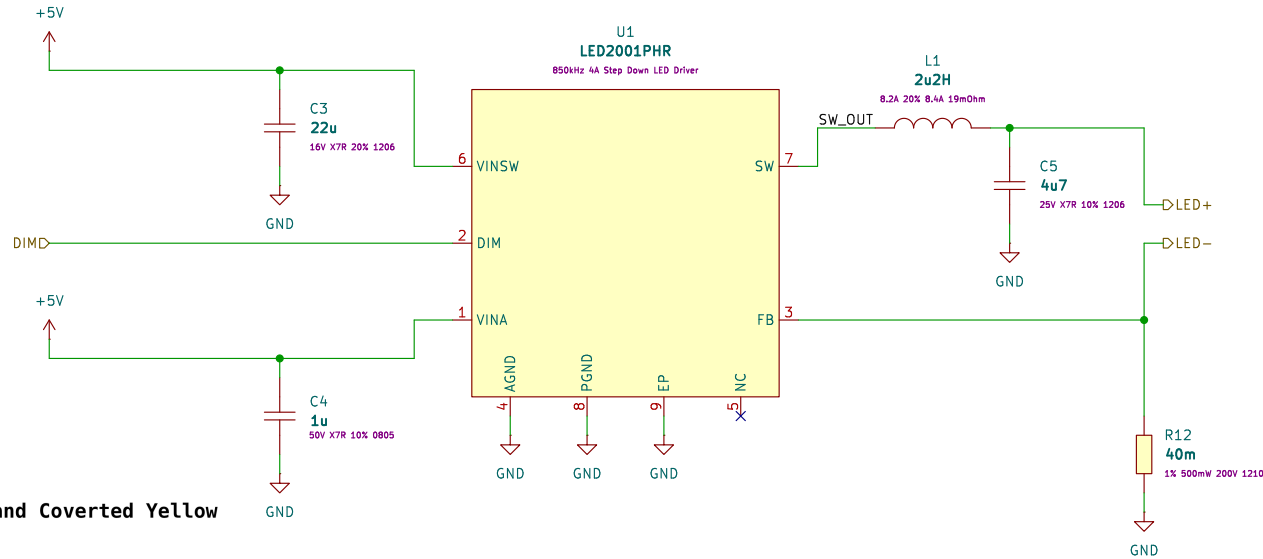 +5V
U1
LED2001PHR
850kHz 4A Step Down LED Driver
L1
2u2H
8.2A 20% 8.4A 19mOhm
C3
22u
16V X7R 20% 1206
GND
SW_OUT
6
VINSW
SW
7
C5
4u7
25V X7R 10% 1206
GND
LED+
DIM
2
DIM
LED-
+5V
1
VINA
FB
3
AGND
PGND
EP
NC
4
8
9
5
GND
GND
GND
C4
1u
50V X7R 10% 0805
GND
R12
40m
1% 500mW 200V 1210
GND
and Coverted Yellow